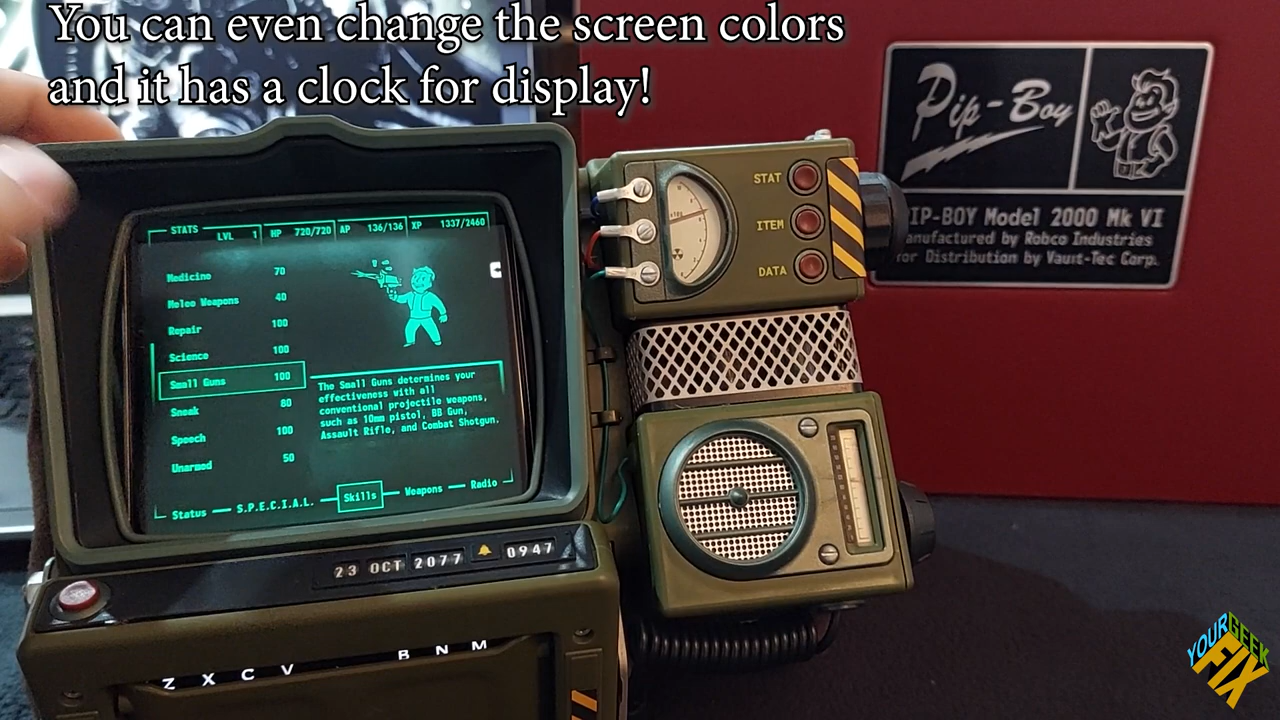 You can even change the screen colors
and it has a clock for display!
STATS
LVL 1 HP 720/720 AP 136/136 XP 1337/2460
Medicine 70
Melee Weapons 40
Repair 100
Science 100
Small Guns 100
Sneak 80
Speech 100
Unarmed 50
The Small Guns determines your
effectiveness with all
conventional projectile weapons,
such as 10mm pistol, BB Gun,
Assault Rifle, and Combat Shotgun.
Status S.P.E.C.I.A.L. Skills Weapons Radio
23 OCT 2077 0947
Z X C V B N M
STAT
ITEM
DATA
Pip-Boy
IP-BOY Model 2000 Mk VI
anufactured by Robco Industries
or Distribution by Vault-Tec Corp.
YOUR GEEK
FIX